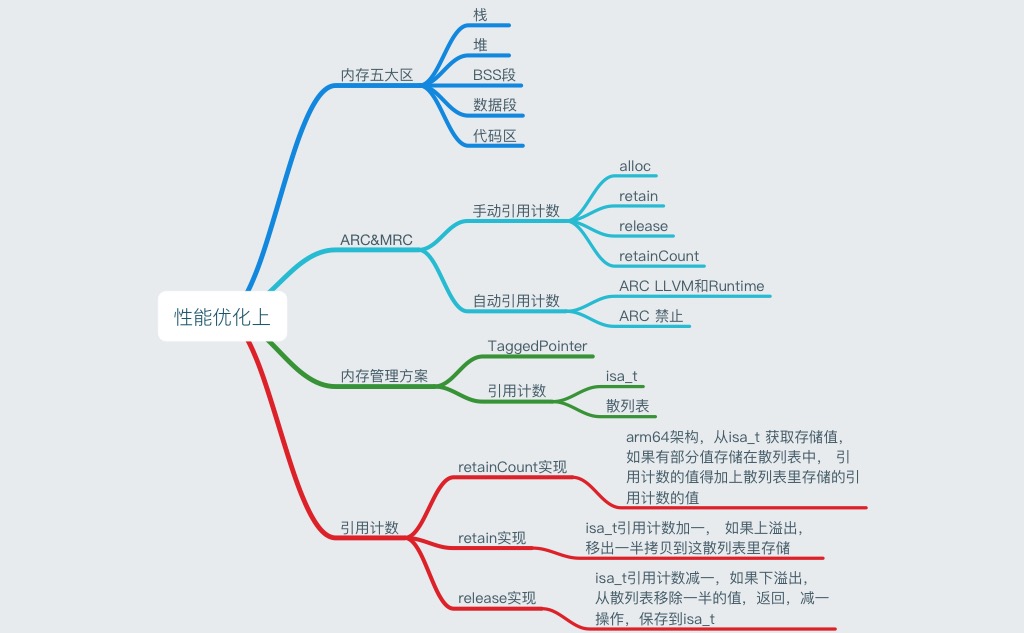 性能优化上
内存五大区
栈
堆
BSS段
数据段
代码区
ARC&MRC
手动引用计数
alloc
retain
release
retainCount
自动引用计数
ARC LLVM和Runtime
ARC 禁止
内存管理方案
TaggedPointer
引用计数
isa_t
散列表
引用计数
retainCount实现
arm64架构，从isa_t 获取存储值，
如果有部分值存储在散列表中， 引
用计数的值得加上散列表里存储的引
用计数的值
retain实现
isa_t引用计数加一， 如果上溢出，
移出一半拷贝到这散列表里存储
release实现
isa_t引用计数减一，如果下溢出，
从散列表移除一半的值，返回，减一
操作，保存到isa_t